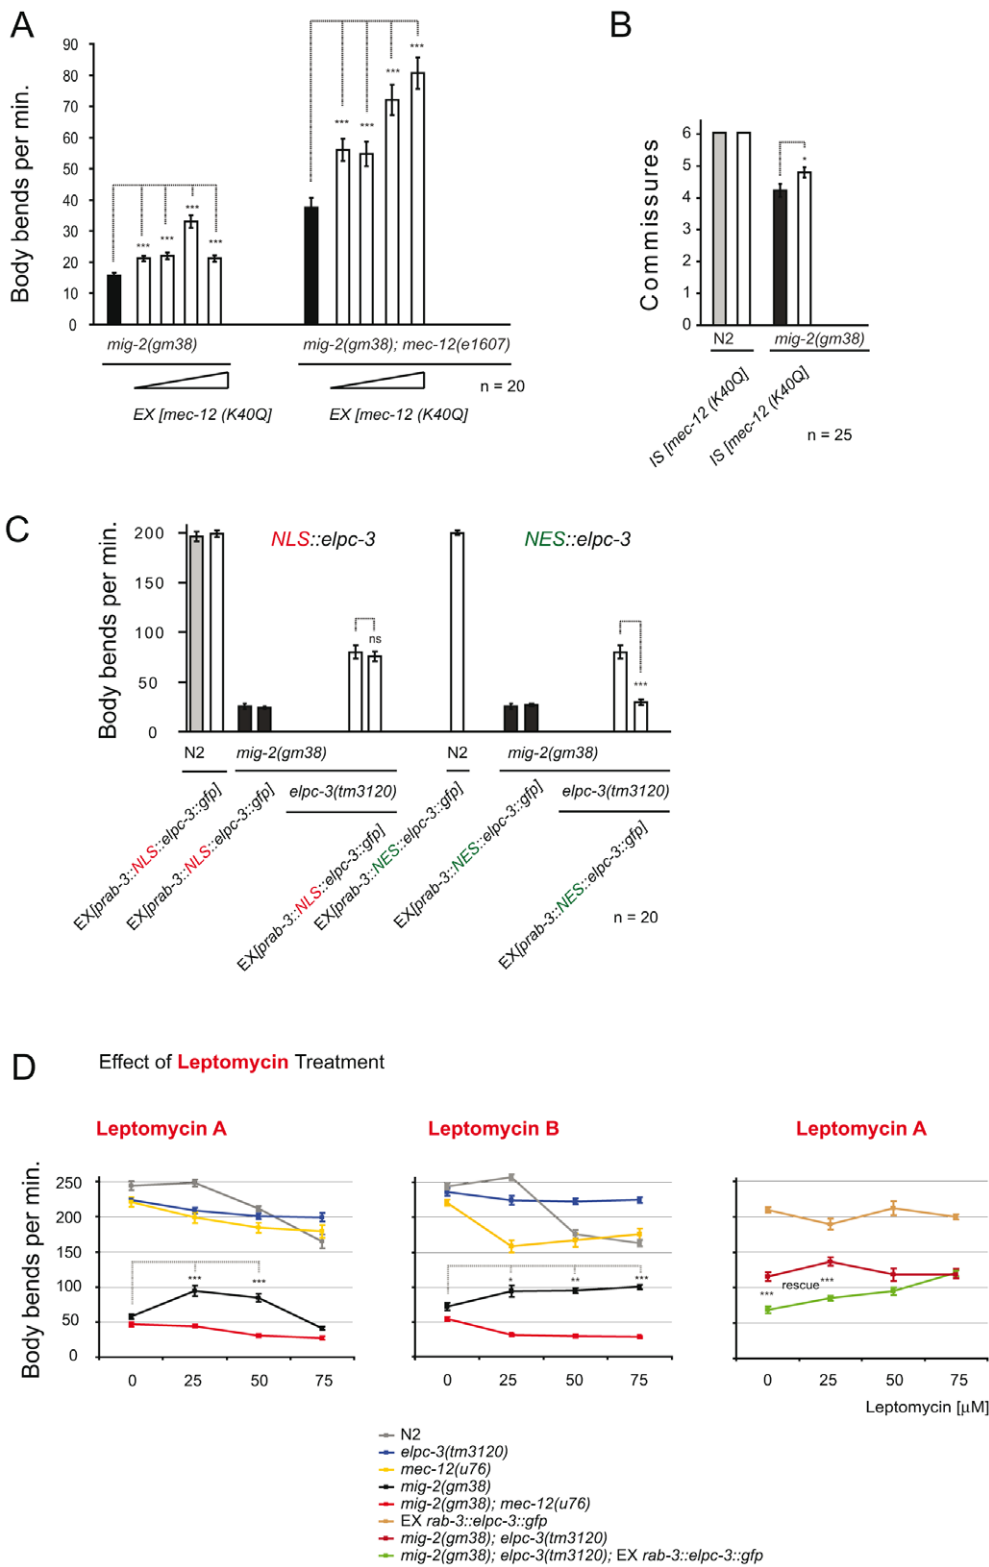 A
Body bends per min.
90
80
70
60
50
40
30
20
10
0
***
***
***
***
***
***
***
***
mig-2(gm38)
mig-2(gm38); mec-12(e1607)
n = 20
EX [mec-12 (K40Q]
EX [mec-12 (K40Q]
B
Commissures
6
5
4
3
2
1
0
*
N2
mig-2(gm38)
IS [mec-12 (K40Q]
IS [mec-12 (K40Q]
n = 25
C
Body bends per min.
200
150
100
50
0
NLS::elpc-3
NES::elpc-3
ns
***
N2
mig-2(gm38)
N2
mig-2(gm38)
elpc-3(tm3120)
elpc-3(tm3120)
EX[prab-3::NLS::elpc-3::gfp]
EX[prab-3::NLS::elpc-3::gfp]
EX[prab-3::NLS::elpc-3::gfp]
EX[prab-3::NES::elpc-3::gfp]
EX[prab-3::NES::elpc-3::gfp]
EX[prab-3::NES::elpc-3::gfp]
n = 20
D
Effect of Leptomycin Treatment
Leptomycin A
Leptomycin B
Leptomycin A
Body bends per min.
250
200
150
100
50
0
***
***
*
**
***
***
rescue
***
0 25 50 75
0 25 50 75
0 25 50 75
Leptomycin [μM]
N2
elpc-3(tm3120)
mec-12(u76)
mig-2(gm38)
mig-2(gm38); mec-12(u76)
EX rab-3::elpc-3::gfp
mig-2(gm38); elpc-3(tm3120)
mig-2(gm38); elpc-3(tm3120); EX rab-3::elpc-3::gfp